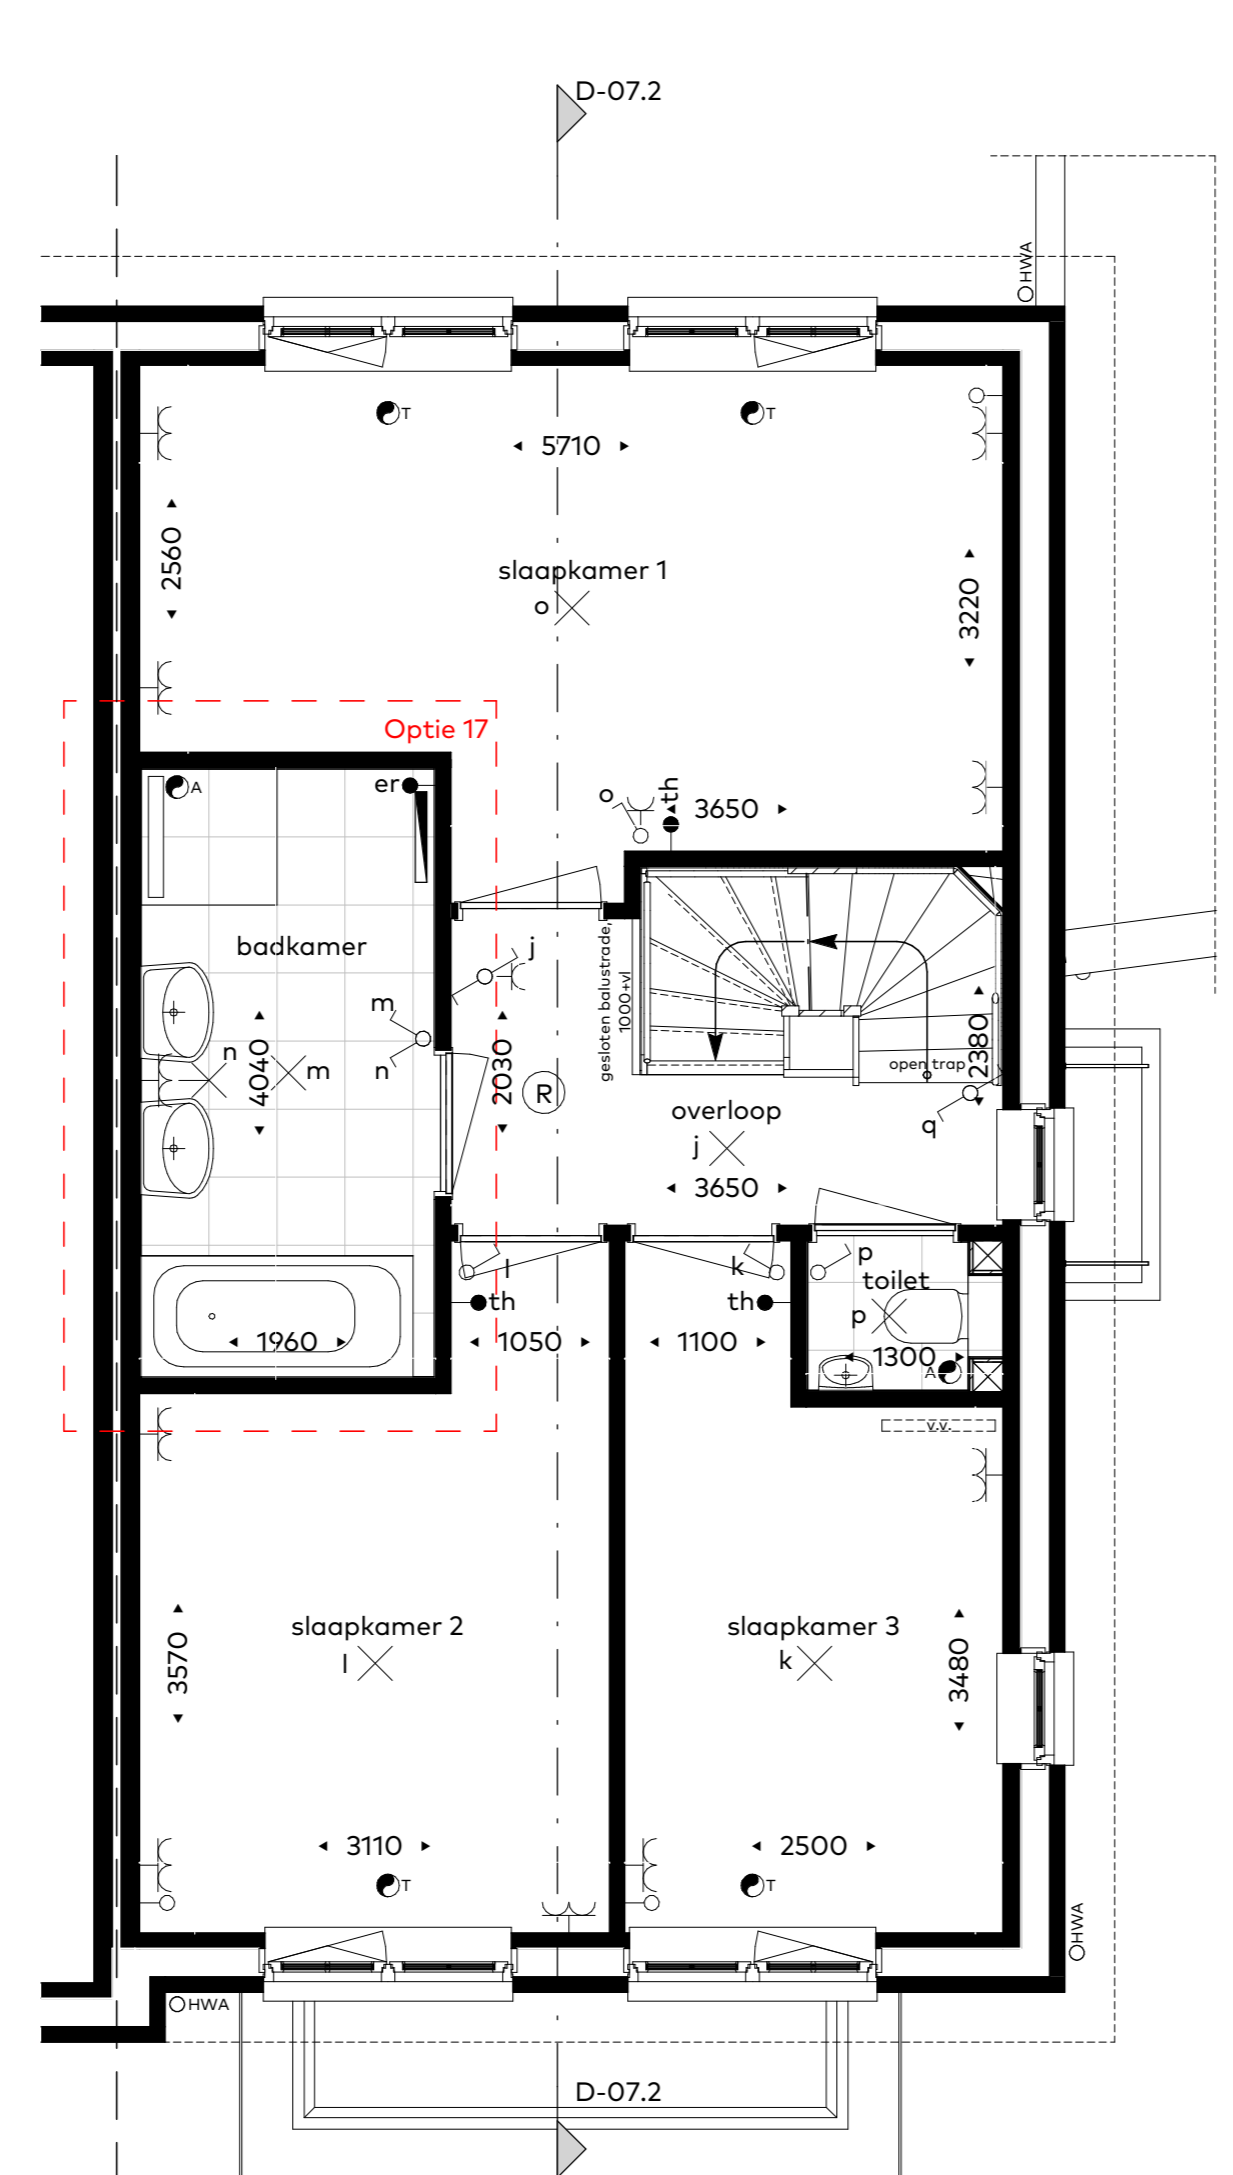 D-07.2
HWA
T
T
5710
2560
3220
slaapkamer 1
o
Optie 17
er
A
o
th
3650
badkamer
j
gesloten balustrade,
1000+vl
m
n
n
m
4040
2030
R
2380
open trap
overloop
j
q
3650
l
k
p
toilet
th
th
p
1960
1050
1100
1300
A
v.v.
slaapkamer 2
l
slaapkamer 3
k
3570
3480
3110
2500
T
T
HWA
HWA
D-07.2